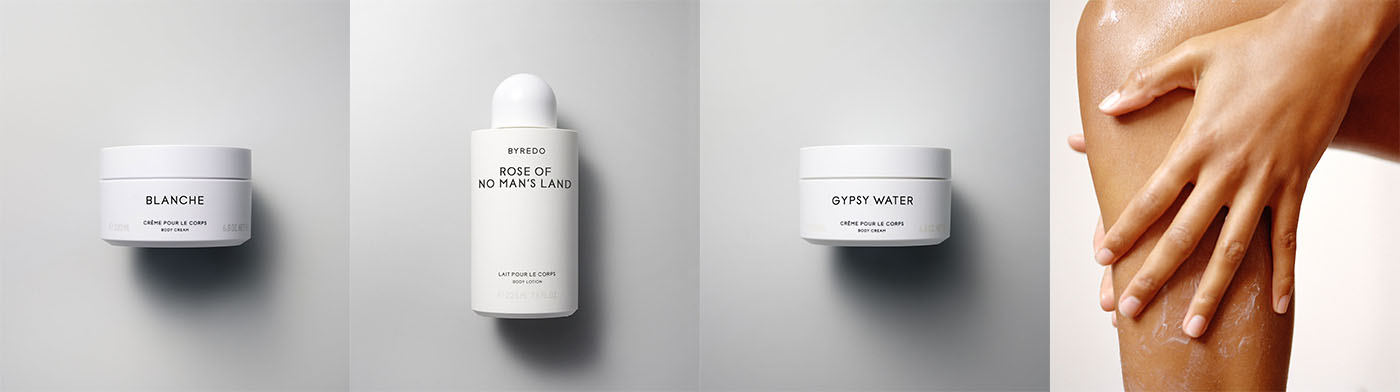 BLANCHE
CRÈME POUR LE CORPS
BODY CREAM
BYREDO
ROSE OF
NO MAN'S LAND
LAIT POUR LE CORPS
BODY LOTION
GYPSY WATER
CRÈME POUR LE CORPS
BODY CREAM